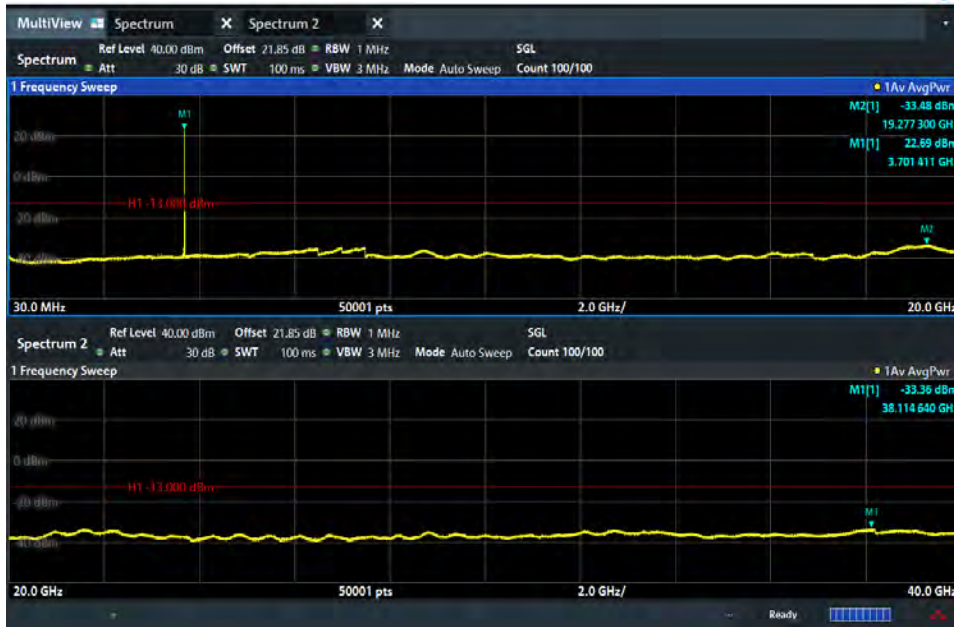 MultiView Spectrum X Spectrum 2 X
Spectrum Ref Level 40.00 dBm Offset 21.85 dB RBW 1 MHz SGL
Att 30 dB SWT 100 ms VBW 3 MHz Mode Auto Sweep Count 100/100
1 Frequency Sweep 1Av AvgPwr
M2[1] -33.48 dBm
M1 19.277 300 GH
20 dBm M1[1] 22.69 dBm
3.701 411 GH
0 dBm
H1 -13.000 dBm
-20 dBm
M2
-40 dBm
30.0 MHz 50001 pts 2.0 GHz/ 20.0 GHz
Spectrum 2 Ref Level 40.00 dBm Offset 21.85 dB RBW 1 MHz SGL
Att 30 dB SWT 100 ms VBW 3 MHz Mode Auto Sweep Count 100/100
1 Frequency Sweep 1Av AvgPwr
M1[1] -33.36 dBm
38.114 640 GH
20 dBm
0 dBm
H1 -13.000 dBm
-20 dBm
M1
-40 dBm
20.0 GHz 50001 pts 2.0 GHz/ 40.0 GHz
Ready